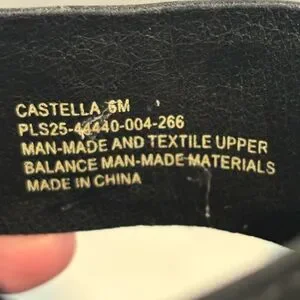 CASTELLA 6M
PLS25-44440-004-266
MAN-MADE AND TEXTILE UPPER
BALANCE MAN-MADE MATERIALS
MADE IN CHINA